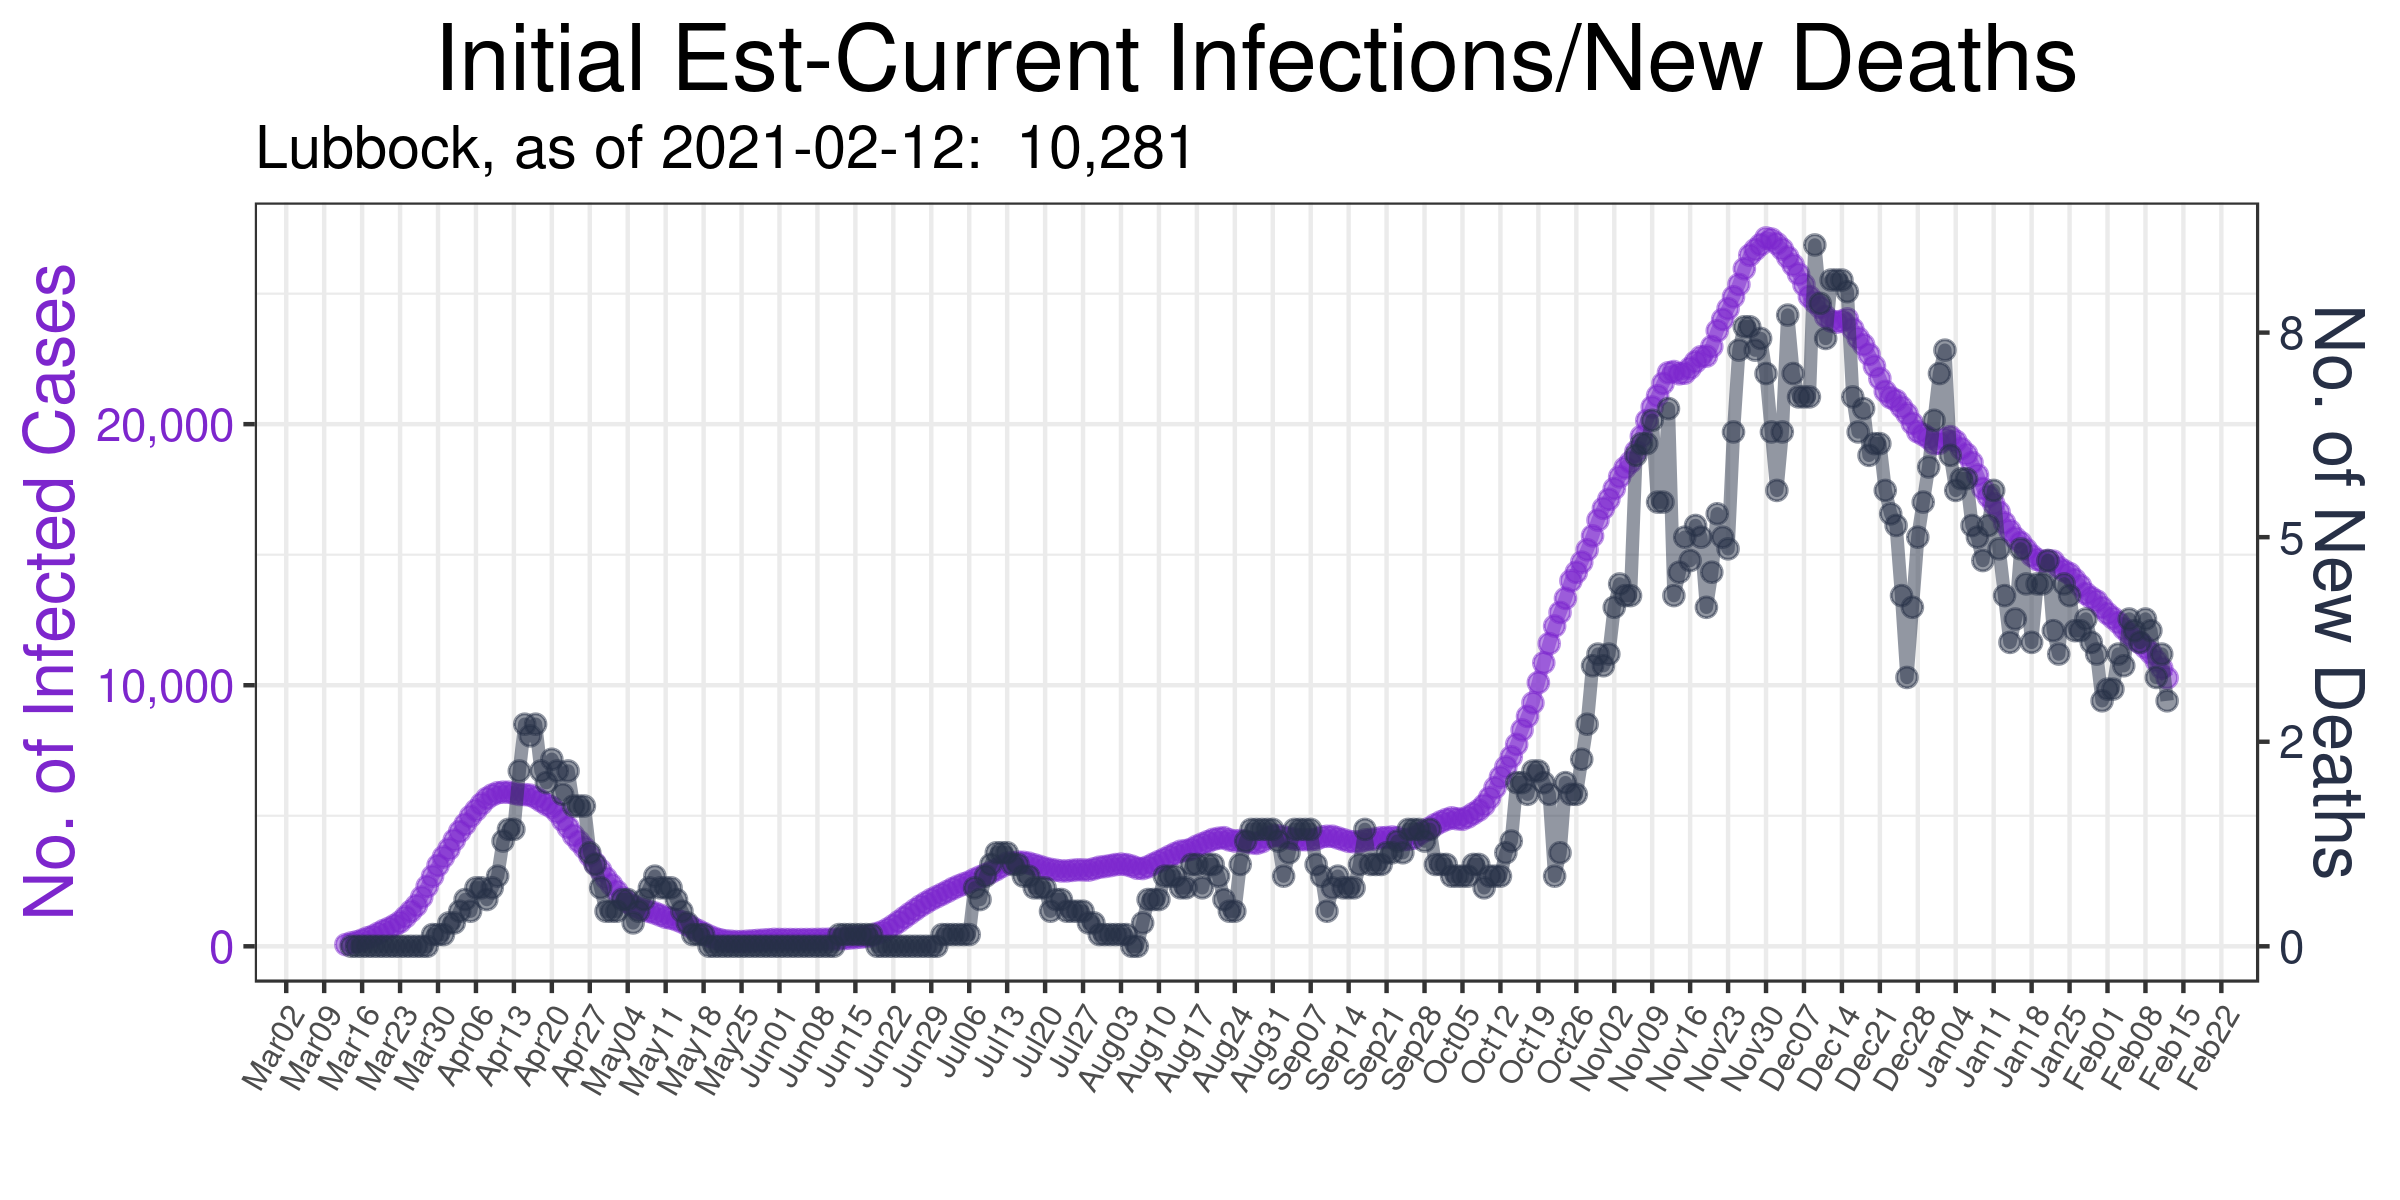 Initial Est-Current Infections/New Deaths
Lubbock, as of 2021-02-12:  10,281
No. of Infected Cases
20,000
10,000
0
No. of New Deaths
8
5
2
0
Mar02
Mar09
Mar16
Mar23
Mar30
Apr06
Apr13
Apr20
Apr27
May04
May11
May18
May25
Jun01
Jun08
Jun15
Jun22
Jun29
Jul06
Jul13
Jul20
Jul27
Aug03
Aug10
Aug17
Aug24
Aug31
Sep07
Sep14
Sep21
Sep28
Oct05
Oct12
Oct19
Oct26
Nov02
Nov09
Nov16
Nov23
Nov30
Dec07
Dec14
Dec21
Dec28
Jan04
Jan11
Jan18
Jan25
Feb01
Feb08
Feb15
Feb22